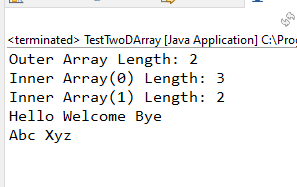 <terminated> TestTwoDArray [Java Application] C:\Prog
Outer Array Length: 2
Inner Array(0) Length: 3
Inner Array(1) Length: 2
Hello Welcome Bye
Abc Xyz